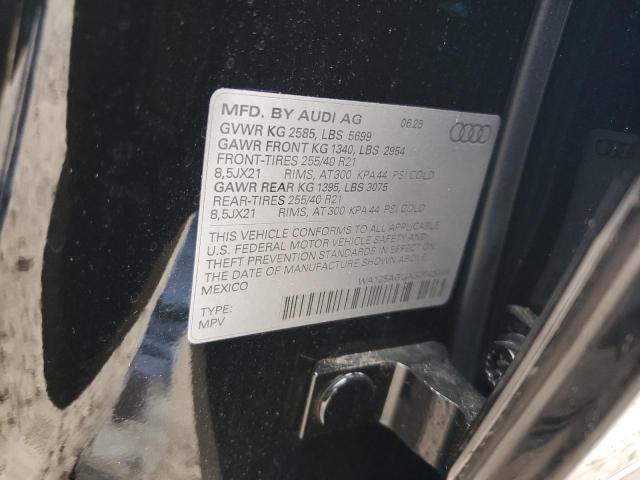 MFD. BY AUDI AG 06.25
GVWR KG 2585, LBS 5699
GAWR FRONT KG 1340, LBS 2954
FRONT-TIRES 255/40 R21
8,5JX21 RIMS, AT300 KPA44 PSI COLD
GAWR REAR KG 1395, LBS 3075
REAR-TIRES 255/40 R21
8,5JX21 RIMS, AT300 KPA44 PSI COLD
THIS VEHICLE CONFORMS TO ALL APPLICABLE
U.S. FEDERAL MOTOR VEHICLE SAFETY, BUMPER AND
THEFT PREVENTION STANDARDS IN EFFECT ON
THE DATE OF MANUFACTURE SHOWN ABOVE.
MEXICO
TYPE:
MPV